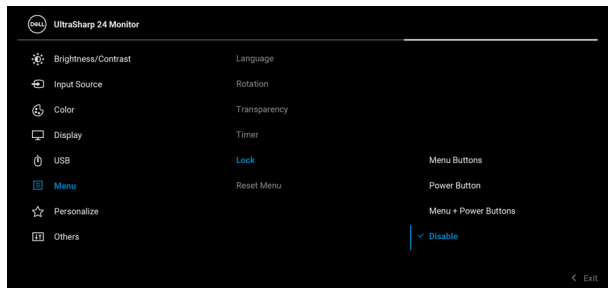 DELL UltraSharp 24 Monitor
Brightness/Contrast
Language
Input Source
Rotation
Color
Transparency
Display
Timer
USB
Lock
Menu Buttons
Menu
Reset Menu
Power Button
Personalize
Menu + Power Buttons
Others
Disable
Exit